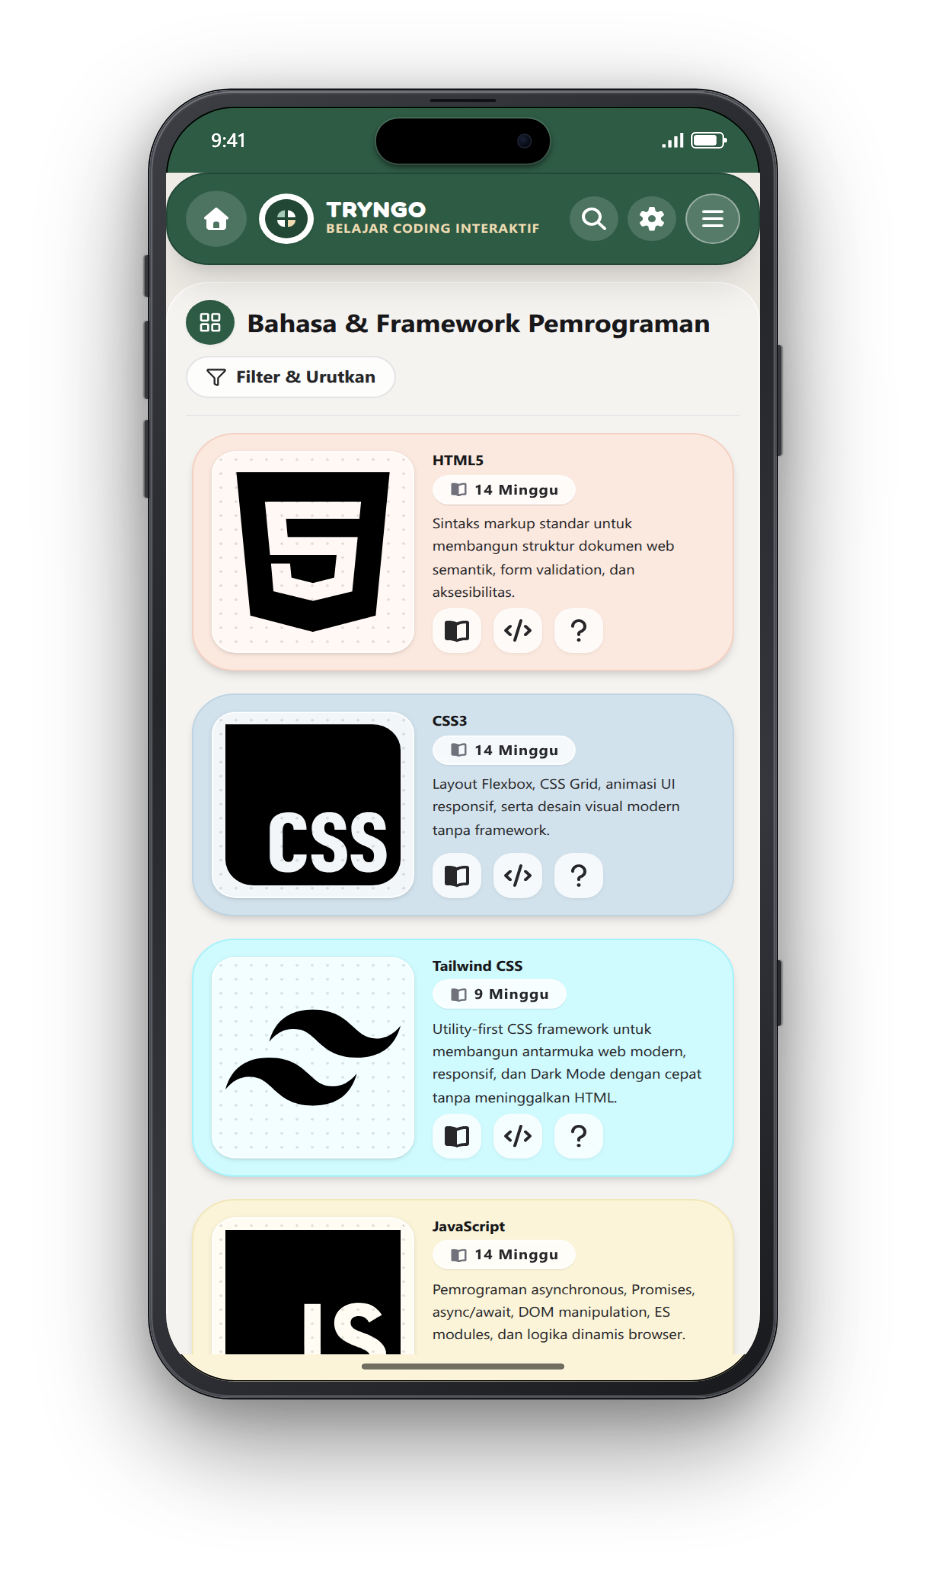 9:41
TRYNGO
BELAJAR CODING INTERAKTIF
Bahasa & Framework Pemrograman
Filter & Urutkan
5
HTML5
14 Minggu
Sintaks markup standar untuk
membangun struktur dokumen web
semantik, form validation, dan
aksesibilitas.
</>
?
CSS
CSS3
14 Minggu
Layout Flexbox, CSS Grid, animasi UI
responsif, serta desain visual modern
tanpa framework.
</>
?
Tailwind CSS
9 Minggu
Utility-first CSS framework untuk
membangun antarmuka web modern,
responsif, dan Dark Mode dengan cepat
tanpa meninggalkan HTML.
</>
?
JS
JavaScript
14 Minggu
Pemrograman asynchronous, Promises,
async/await, DOM manipulation, ES
modules, dan logika dinamis browser.